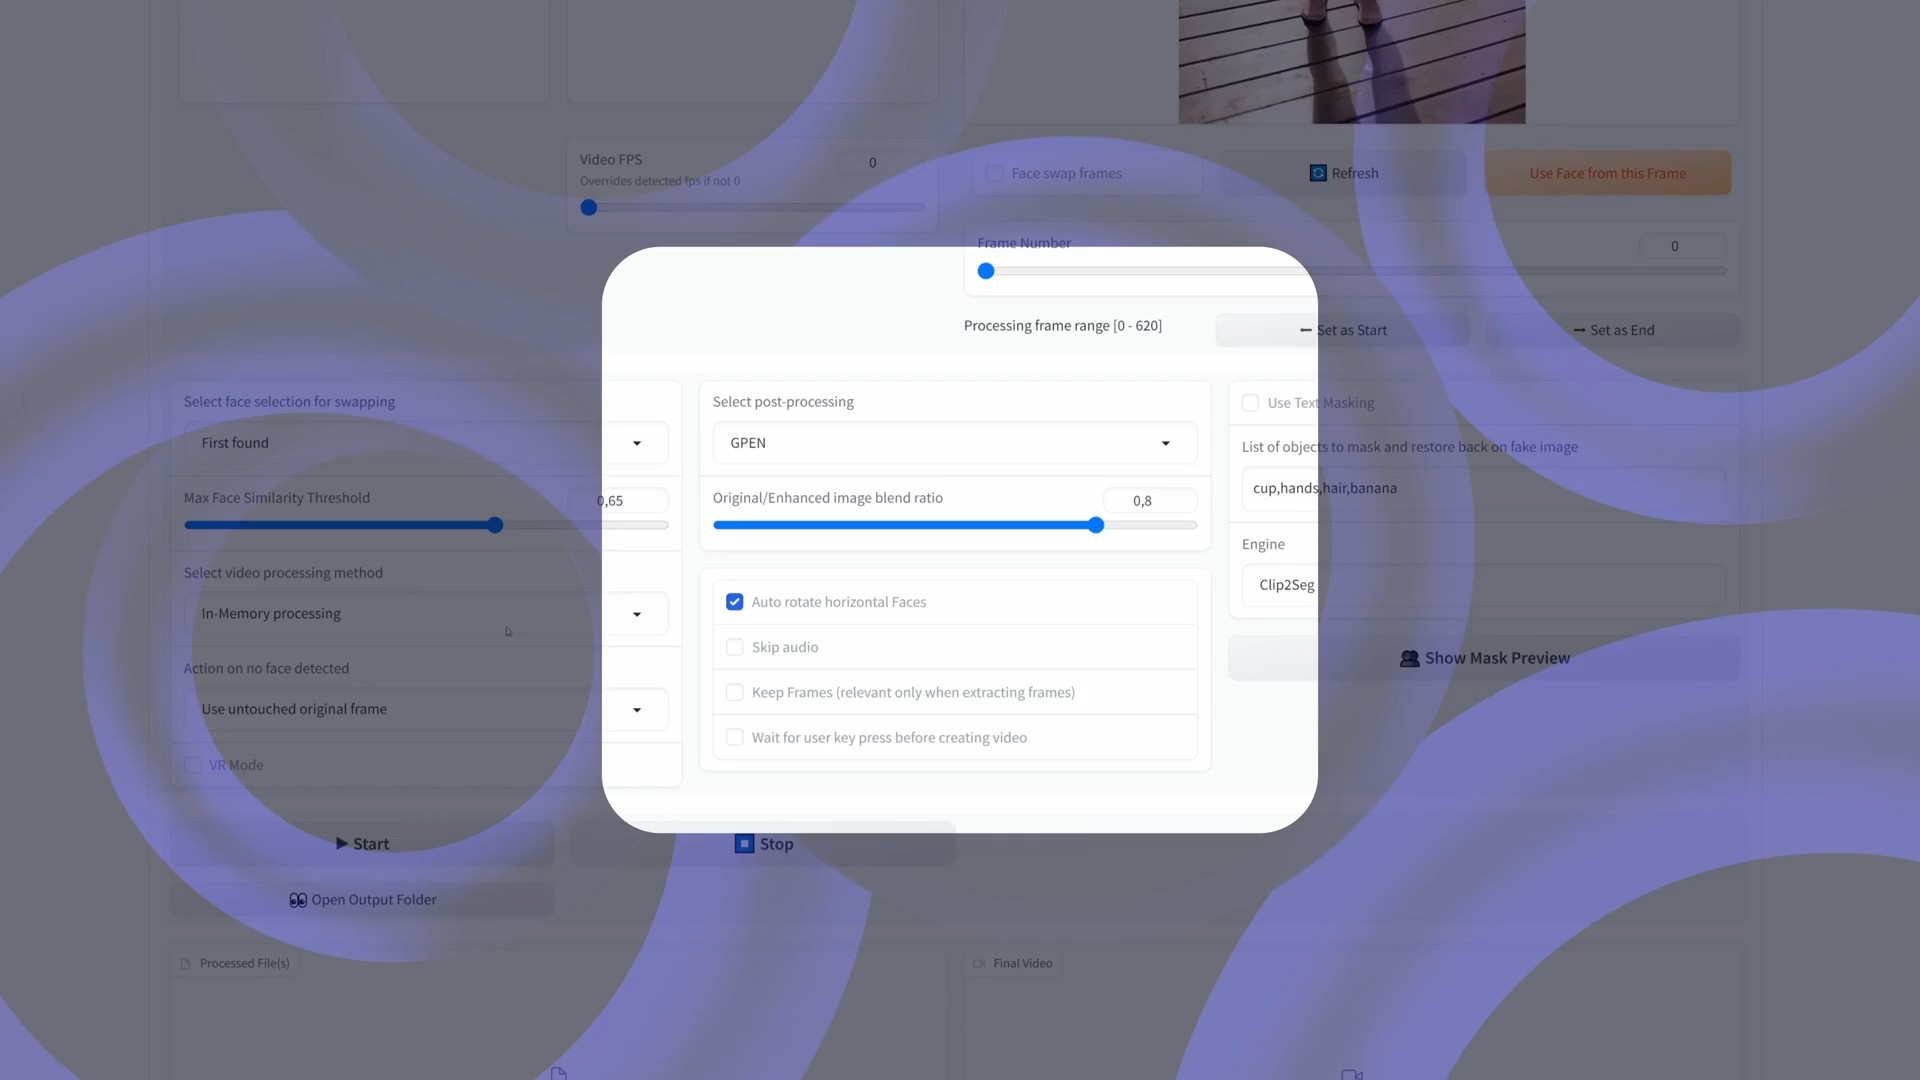 Video FPS
0
Overrides detected fps if not 0
Face swap frames
Refresh
Use Face from this Frame
Frame Number
0
Processing frame range [0 - 620]
Set as Start
Set as End
Select face selection for swapping
First found
Max Face Similarity Threshold
0,65
Select video processing method
In-Memory processing
Action on no face detected
Use untouched original frame
VR Mode
Select post-processing
GPEN
Original/Enhanced image blend ratio
0,8
Auto rotate horizontal Faces
Skip audio
Keep Frames (relevant only when extracting frames)
Wait for user key press before creating video
Use Text Masking
List of objects to mask and restore back on fake image
cup,hands,hair,banana
Engine
Clip2Seg
Show Mask Preview
Start
Stop
Open Output Folder
Processed File(s)
Final Video